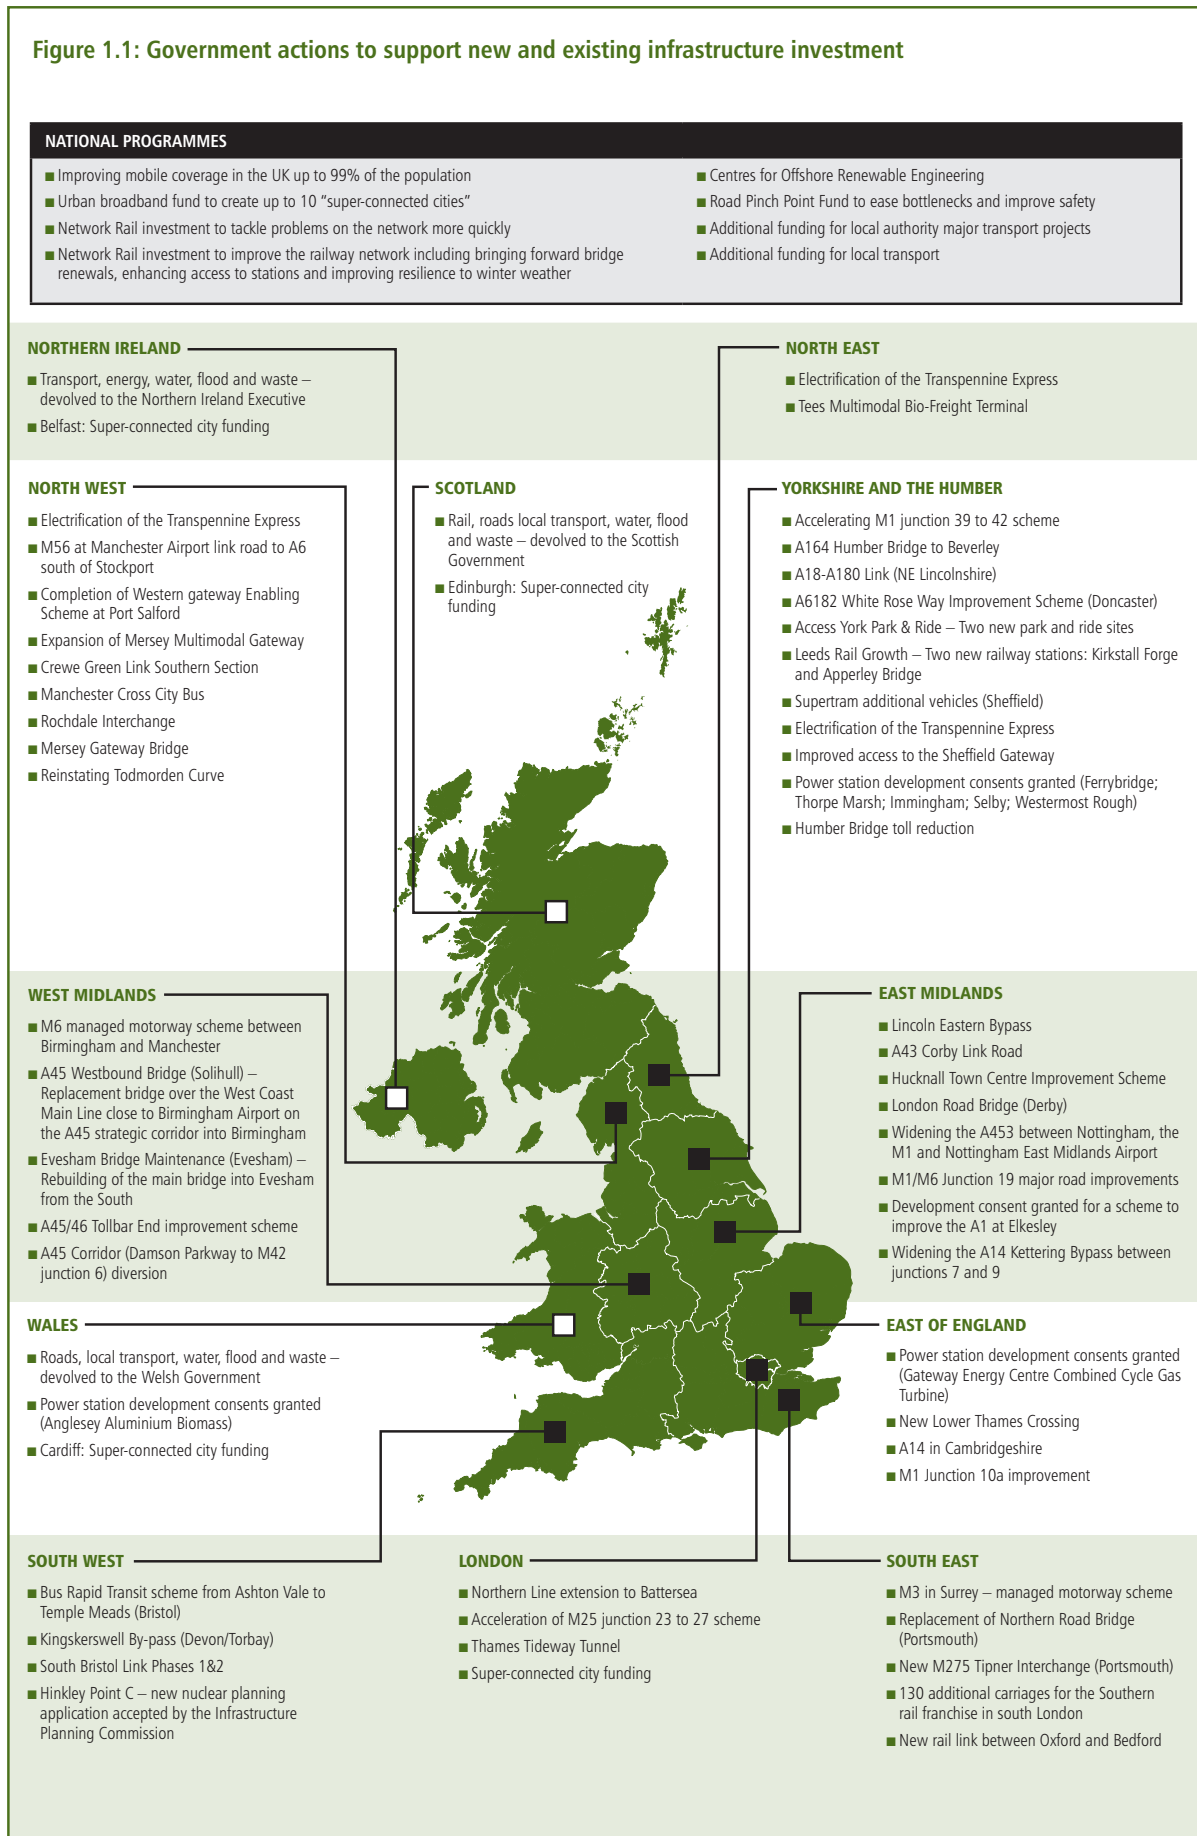 Figure 1.1: Government actions to support new and existing infrastructure investment
NATIONAL PROGRAMMES
■ Improving mobile coverage in the UK up to 99% of the population
■ Urban broadband fund to create up to 10 "super-connected cities"
■ Network Rail investment to tackle problems on the network more quickly
■ Network Rail investment to improve the railway network including bringing forward bridge
renewals, enhancing access to stations and improving resilience to winter weather
■ Centres for Offshore Renewable Engineering
■ Road Pinch Point Fund to ease bottlenecks and improve safety
■ Additional funding for local authority major transport projects
■ Additional funding for local transport
NORTHERN IRELAND
■ Transport, energy, water, flood and waste –
devolved to the Northern Ireland Executive
■ Belfast: Super-connected city funding
NORTH EAST
■ Electrification of the Transpennine Express
■ Tees Multimodal Bio-Freight Terminal
NORTH WEST
■ Electrification of the Transpennine Express
■ M56 at Manchester Airport link road to A6
south of Stockport
■ Completion of Western gateway Enabling
Scheme at Port Salford
■ Expansion of Mersey Multimodal Gateway
■ Crewe Green Link Southern Section
■ Manchester Cross City Bus
■ Rochdale Interchange
■ Mersey Gateway Bridge
■ Reinstating Todmorden Curve
SCOTLAND
■ Rail, roads local transport, water, flood
and waste – devolved to the Scottish
Government
■ Edinburgh: Super-connected city
funding
YORKSHIRE AND THE HUMBER
■ Accelerating M1 junction 39 to 42 scheme
■ A164 Humber Bridge to Beverley
■ A18-A180 Link (NE Lincolnshire)
■ A6182 White Rose Way Improvement Scheme (Doncaster)
■ Access York Park & Ride – Two new park and ride sites
■ Leeds Rail Growth – Two new railway stations: Kirkstall Forge
and Apperley Bridge
■ Supertram additional vehicles (Sheffield)
■ Electrification of the Transpennine Express
■ Improved access to the Sheffield Gateway
■ Power station development consents granted (Ferrybridge;
Thorpe Marsh; Immingham; Selby; Westermost Rough)
■ Humber Bridge toll reduction
WEST MIDLANDS
■ M6 managed motorway scheme between
Birmingham and Manchester
■ A45 Westbound Bridge (Solihull) –
Replacement bridge over the West Coast
Main Line close to Birmingham Airport on
the A45 strategic corridor into Birmingham
■ Evesham Bridge Maintenance (Evesham) –
Rebuilding of the main bridge into Evesham
from the South
■ A45/46 Tollbar End improvement scheme
■ A45 Corridor (Damson Parkway to M42
junction 6) diversion
EAST MIDLANDS
■ Lincoln Eastern Bypass
■ A43 Corby Link Road
■ Hucknall Town Centre Improvement Scheme
■ London Road Bridge (Derby)
■ Widening the A453 between Nottingham, the
M1 and Nottingham East Midlands Airport
■ M1/M6 Junction 19 major road improvements
■ Development consent granted for a scheme to
improve the A1 at Elkesley
■ Widening the A14 Kettering Bypass between
junctions 7 and 9
WALES
■ Roads, local transport, water, flood and waste –
devolved to the Welsh Government
■ Power station development consents granted
(Anglesey Aluminium Biomass)
■ Cardiff: Super-connected city funding
EAST OF ENGLAND
■ Power station development consents granted
(Gateway Energy Centre Combined Cycle Gas
Turbine)
■ New Lower Thames Crossing
■ A14 in Cambridgeshire
■ M1 Junction 10a improvement
SOUTH WEST
■ Bus Rapid Transit scheme from Ashton Vale to
Temple Meads (Bristol)
■ Kingskerswell By-pass (Devon/Torbay)
■ South Bristol Link Phases 1&2
■ Hinkley Point C – new nuclear planning
application accepted by the Infrastructure
Planning Commission
LONDON
■ Northern Line extension to Battersea
■ Acceleration of M25 junction 23 to 27 scheme
■ Thames Tideway Tunnel
■ Super-connected city funding
SOUTH EAST
■ M3 in Surrey – managed motorway scheme
■ Replacement of Northern Road Bridge
(Portsmouth)
■ New M275 Tipner Interchange (Portsmouth)
■ 130 additional carriages for the Southern
rail franchise in south London
■ New rail link between Oxford and Bedford